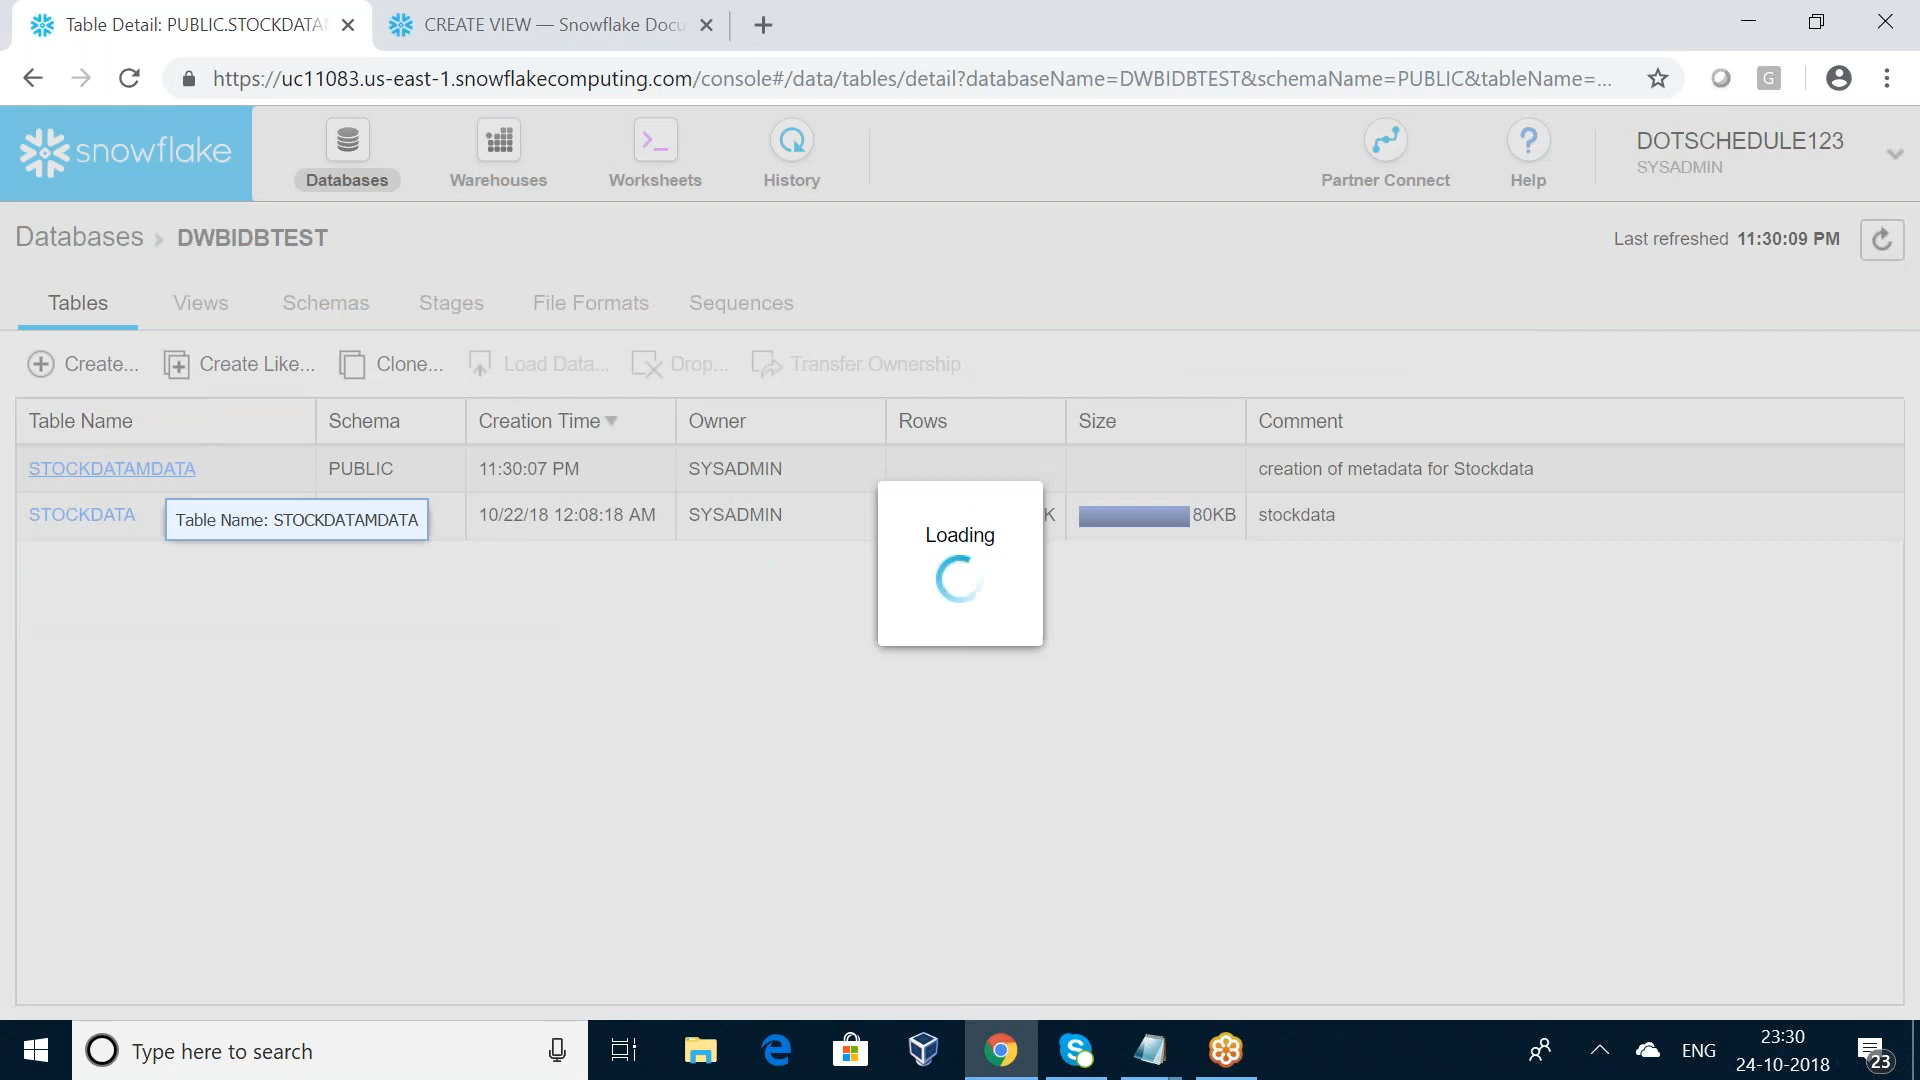 Table Detail: PUBLIC.STOCKDATA
CREATE VIEW — Snowflake Docu
https://uc11083.us-east-1.snowflakecomputing.com/console#/data/tables/detail?databaseName=DWBIDBTEST&schemaName=PUBLIC&tableName=...
G
snowflake
Databases
Warehouses
Worksheets
History
Partner Connect
Help
DOTSCHEDULE123
SYSADMIN
Databases > DWBIDBTEST
Last refreshed 11:30:09 PM
Tables Views Schemas Stages File Formats Sequences
Create... Create Like... Clone... Load Data... Drop... Transfer Ownership
Table Name Schema Creation Time Owner Rows Size Comment
STOCKDATAMDATA PUBLIC 11:30:07 PM SYSADMIN creation of metadata for Stockdata
STOCKDATA 10/22/18 12:08:18 AM SYSADMIN K 80KB stockdata
Table Name: STOCKDATAMDATA
Loading
Type here to search
ENG
23:30
24-10-2018
23